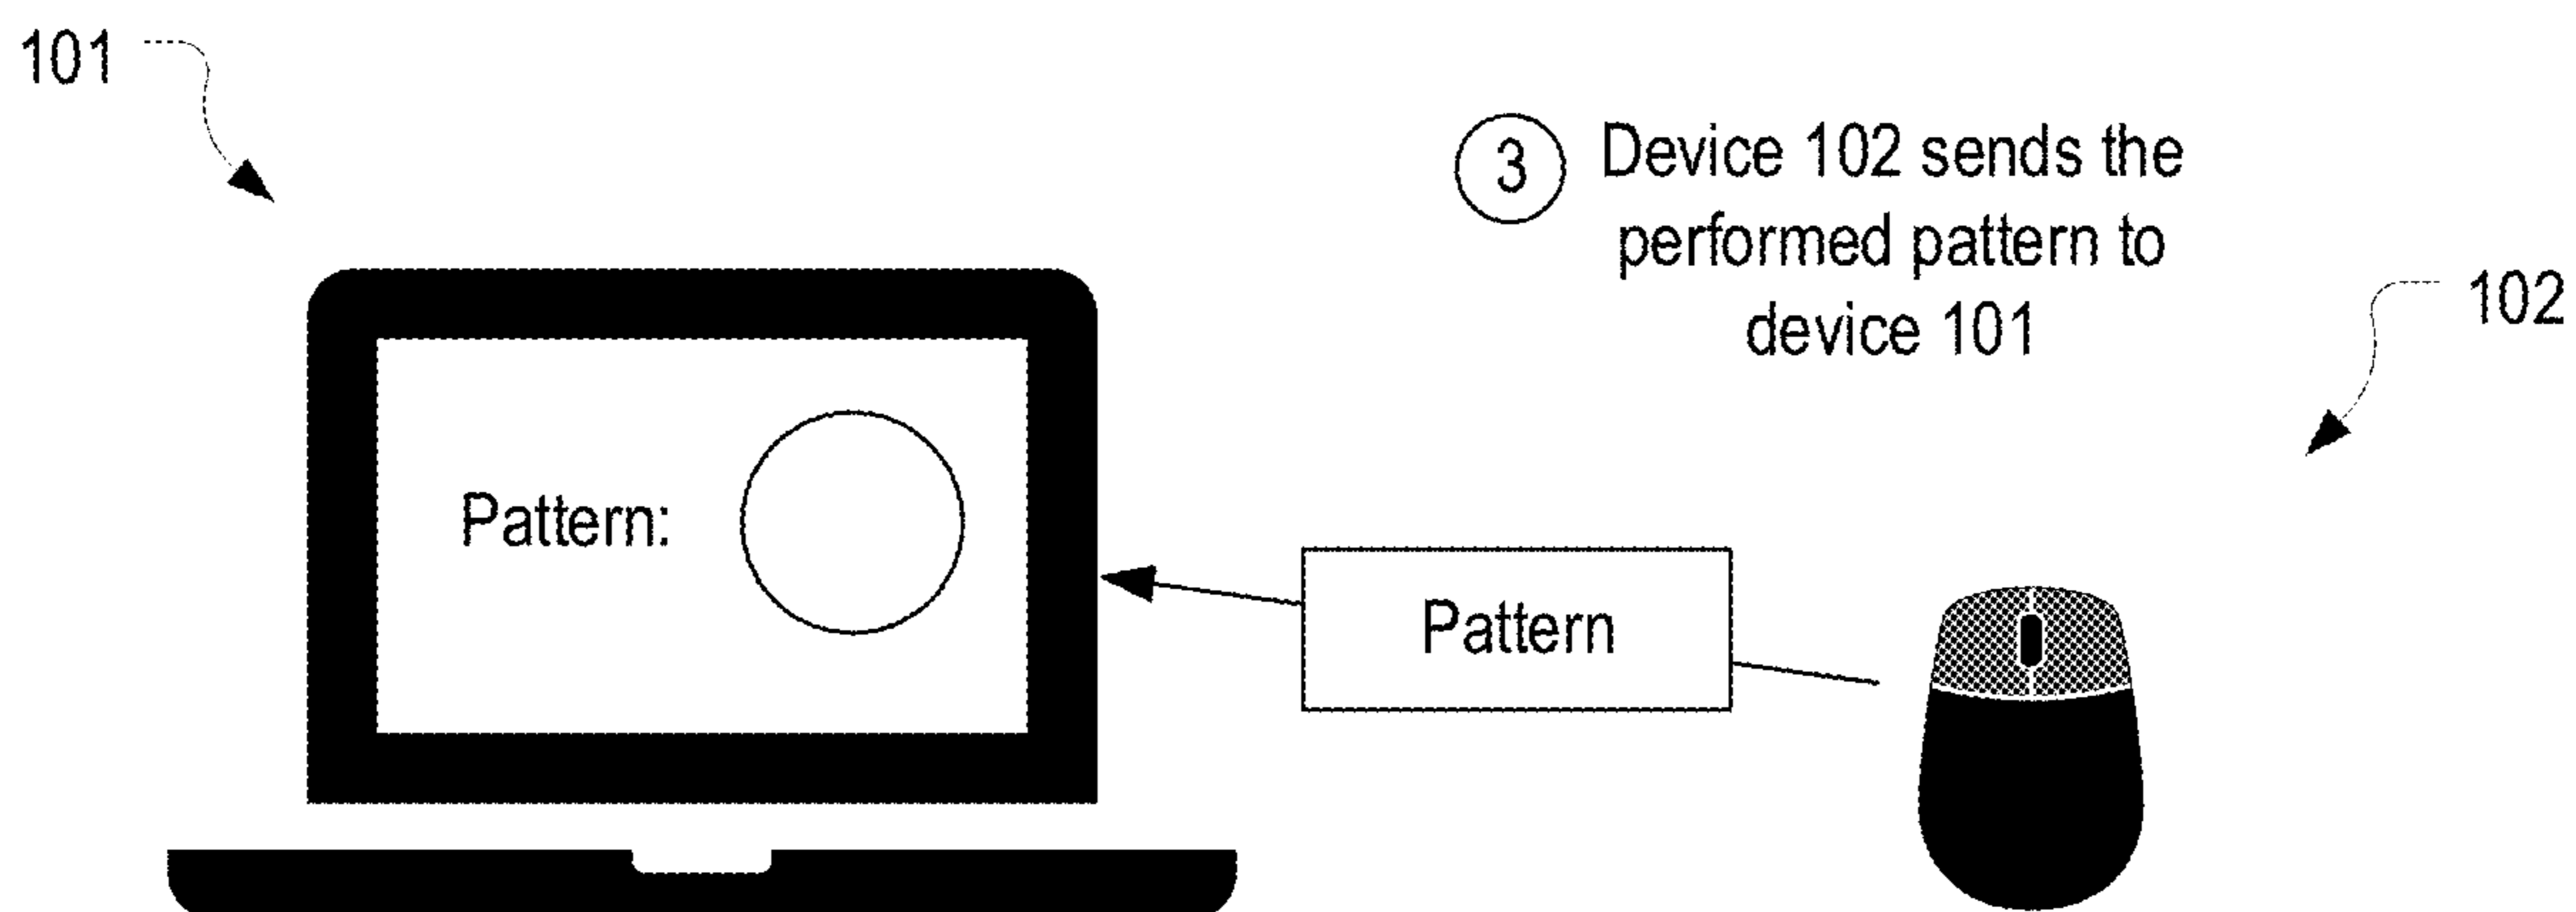 101
3 Device 102 sends the
performed pattern to
device 101
102
Pattern:
Pattern